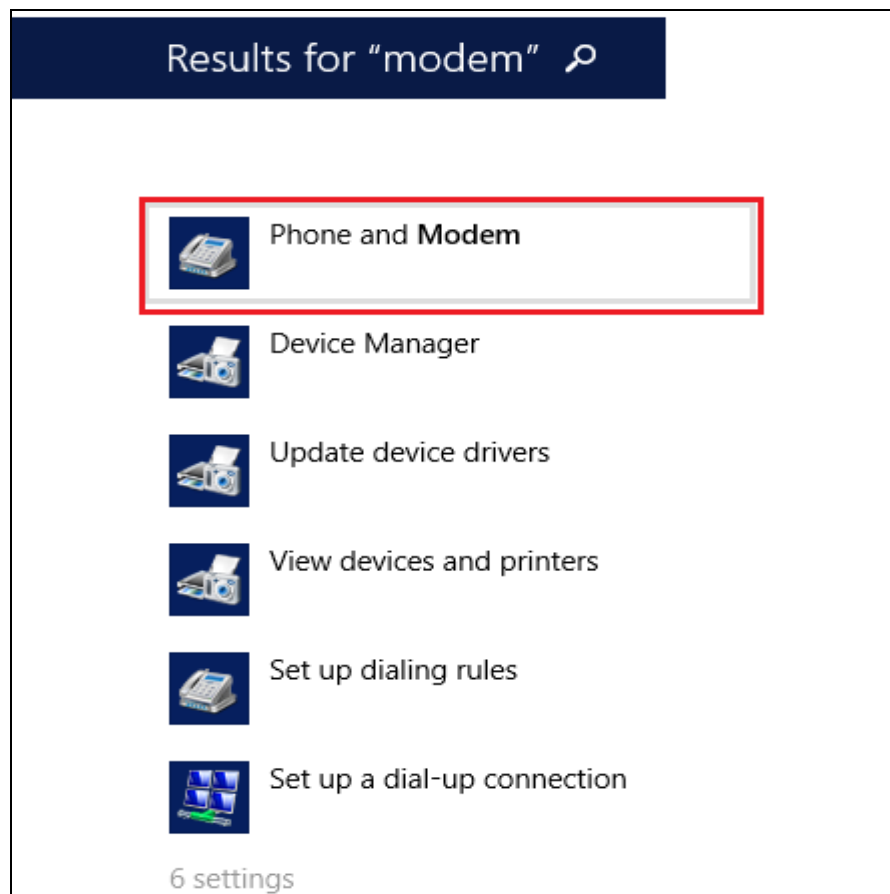 Results for “modem”
Phone and Modem
Device Manager
Update device drivers
View devices and printers
Set up dialing rules
Set up a dial-up connection
6 settings